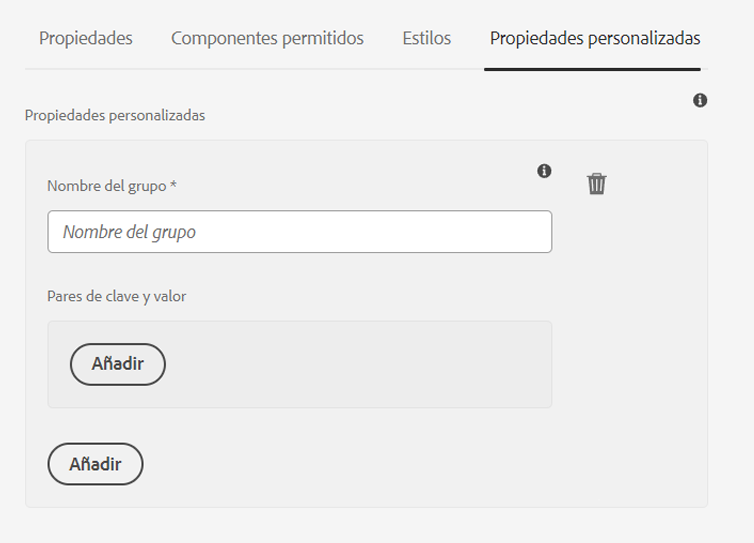 Propiedades Componentes permitidos Estilos Propiedades personalizadas
Propiedades personalizadas
Nombre del grupo *
Nombre del grupo
Pares de clave y valor
Añadir
Añadir